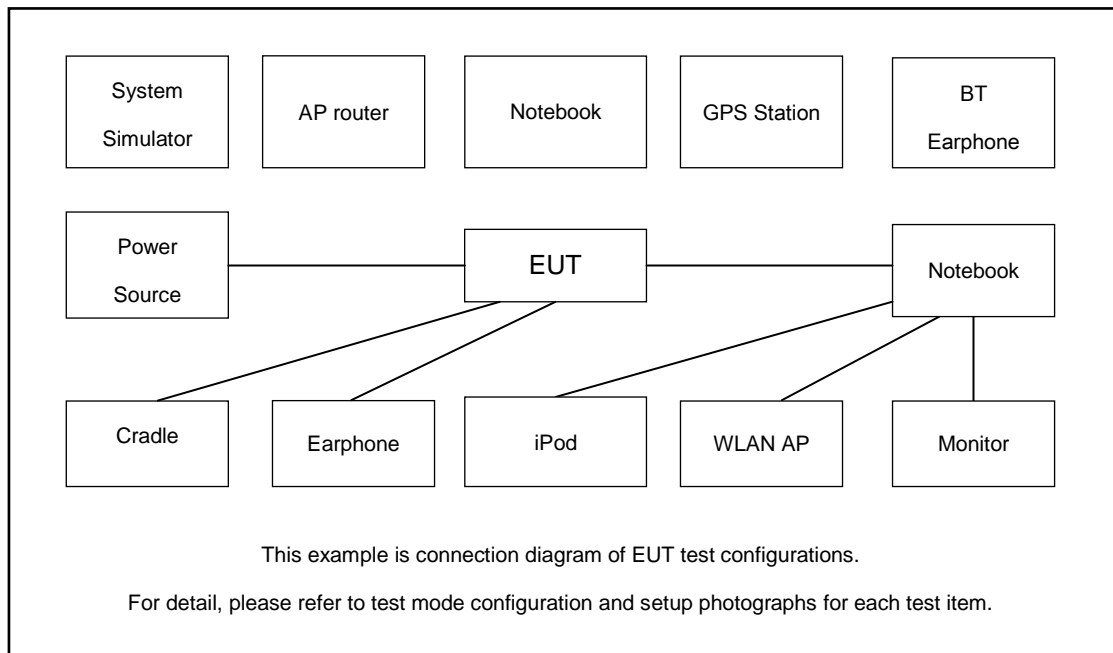 System
Simulator
AP router
Notebook
GPS Station
BT
Earphone
Power
Source
EUT
Notebook
Cradle
Earphone
iPod
WLAN AP
Monitor
This example is connection diagram of EUT test configurations.
For detail, please refer to test mode configuration and setup photographs for each test item.